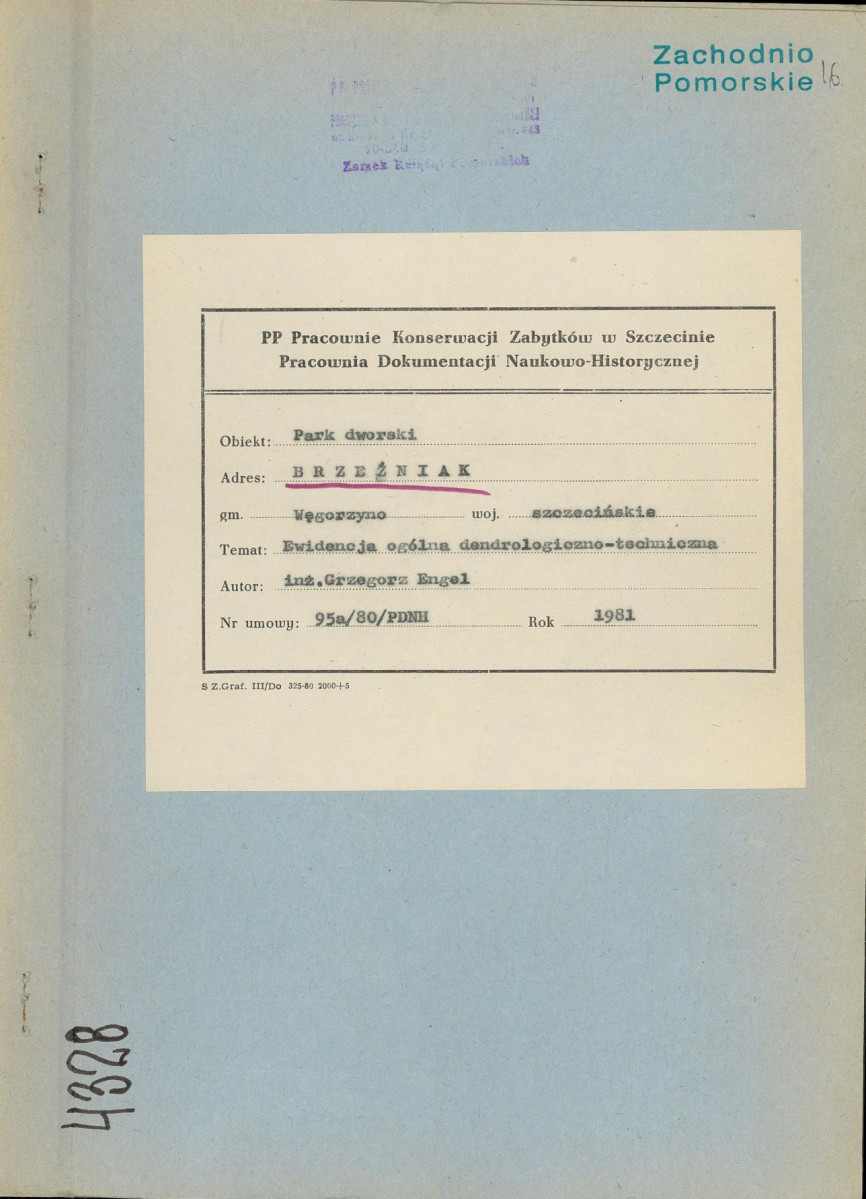 Zachodnio
Pomorskie 16
Zamek
PP Pracownie Konserwacji Zabytków w Szczecinie
Pracownia Dokumentacji Naukowo-Historycznej
Obiekt: Park dworski
Adres: BRZEŹNIAK
gm. Węgorzyno woj. szczecińskie
Temat: Ewidencja ogólna dendrologiczno-techniczna
Autor: inż.Grzegorz Engel
Nr umowy: 95a/80/PDNH Rok 1981
S Z.Graf. III/Do 325-80 2000+5
4328